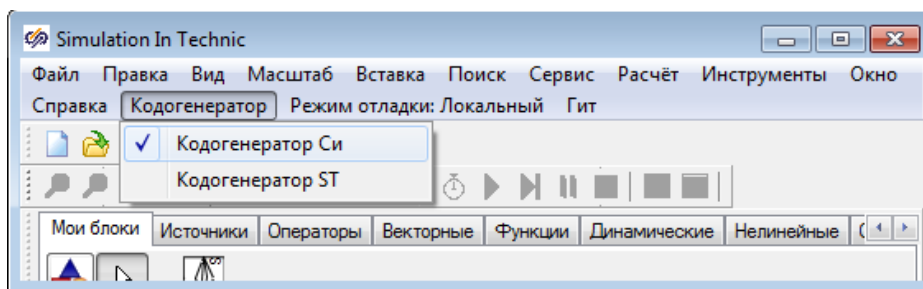 Simulation In Technic
Файл Правка Вид Масштаб Вставка Поиск Сервис Расчёт Инструменты Окно
Справка Кодогенератор Режим отладки: Локальный Гит
Кодогенератор Си
Кодогенератор ST
Мои блоки Источники Операторы Векторные Функции Динамические Нелинейные